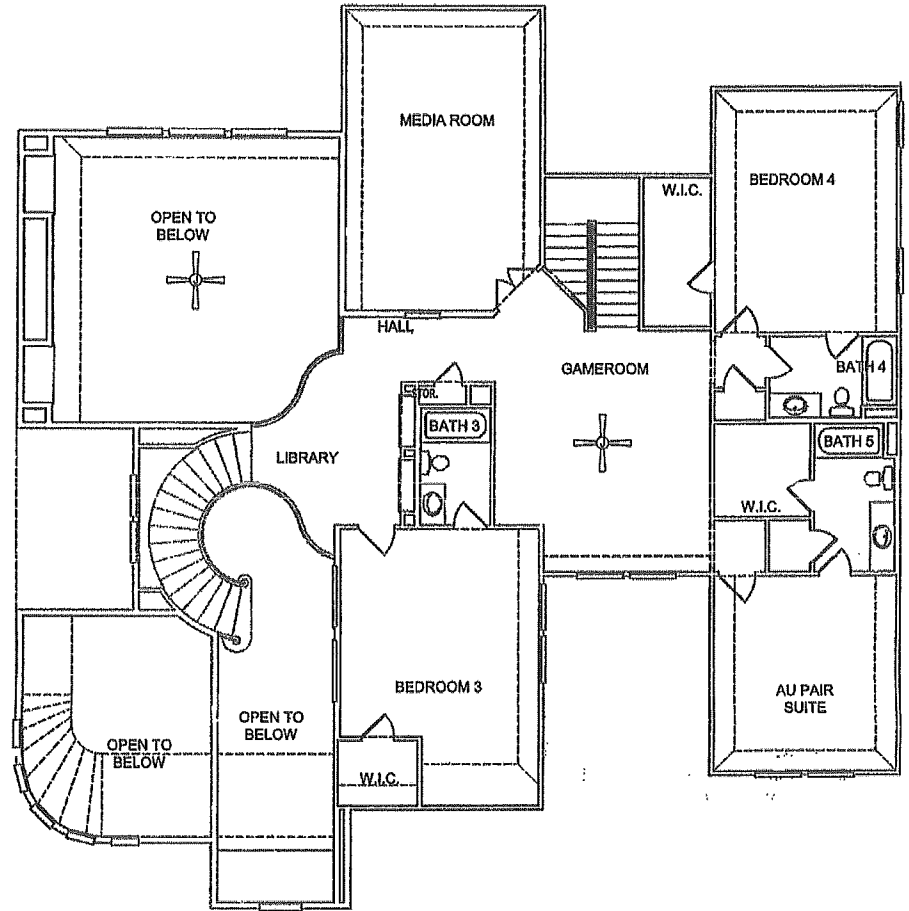 MEDIA ROOM
W.I.C.
BEDROOM 4
OPEN TO
BELOW
HALL
GAMEROOM
BATH 4
STOR.
BATH 3
LIBRARY
BATH 5
W.I.C.
BEDROOM 3
AU PAIR
SUITE
OPEN TO
BELOW
OPEN TO
BELOW
W.I.C.